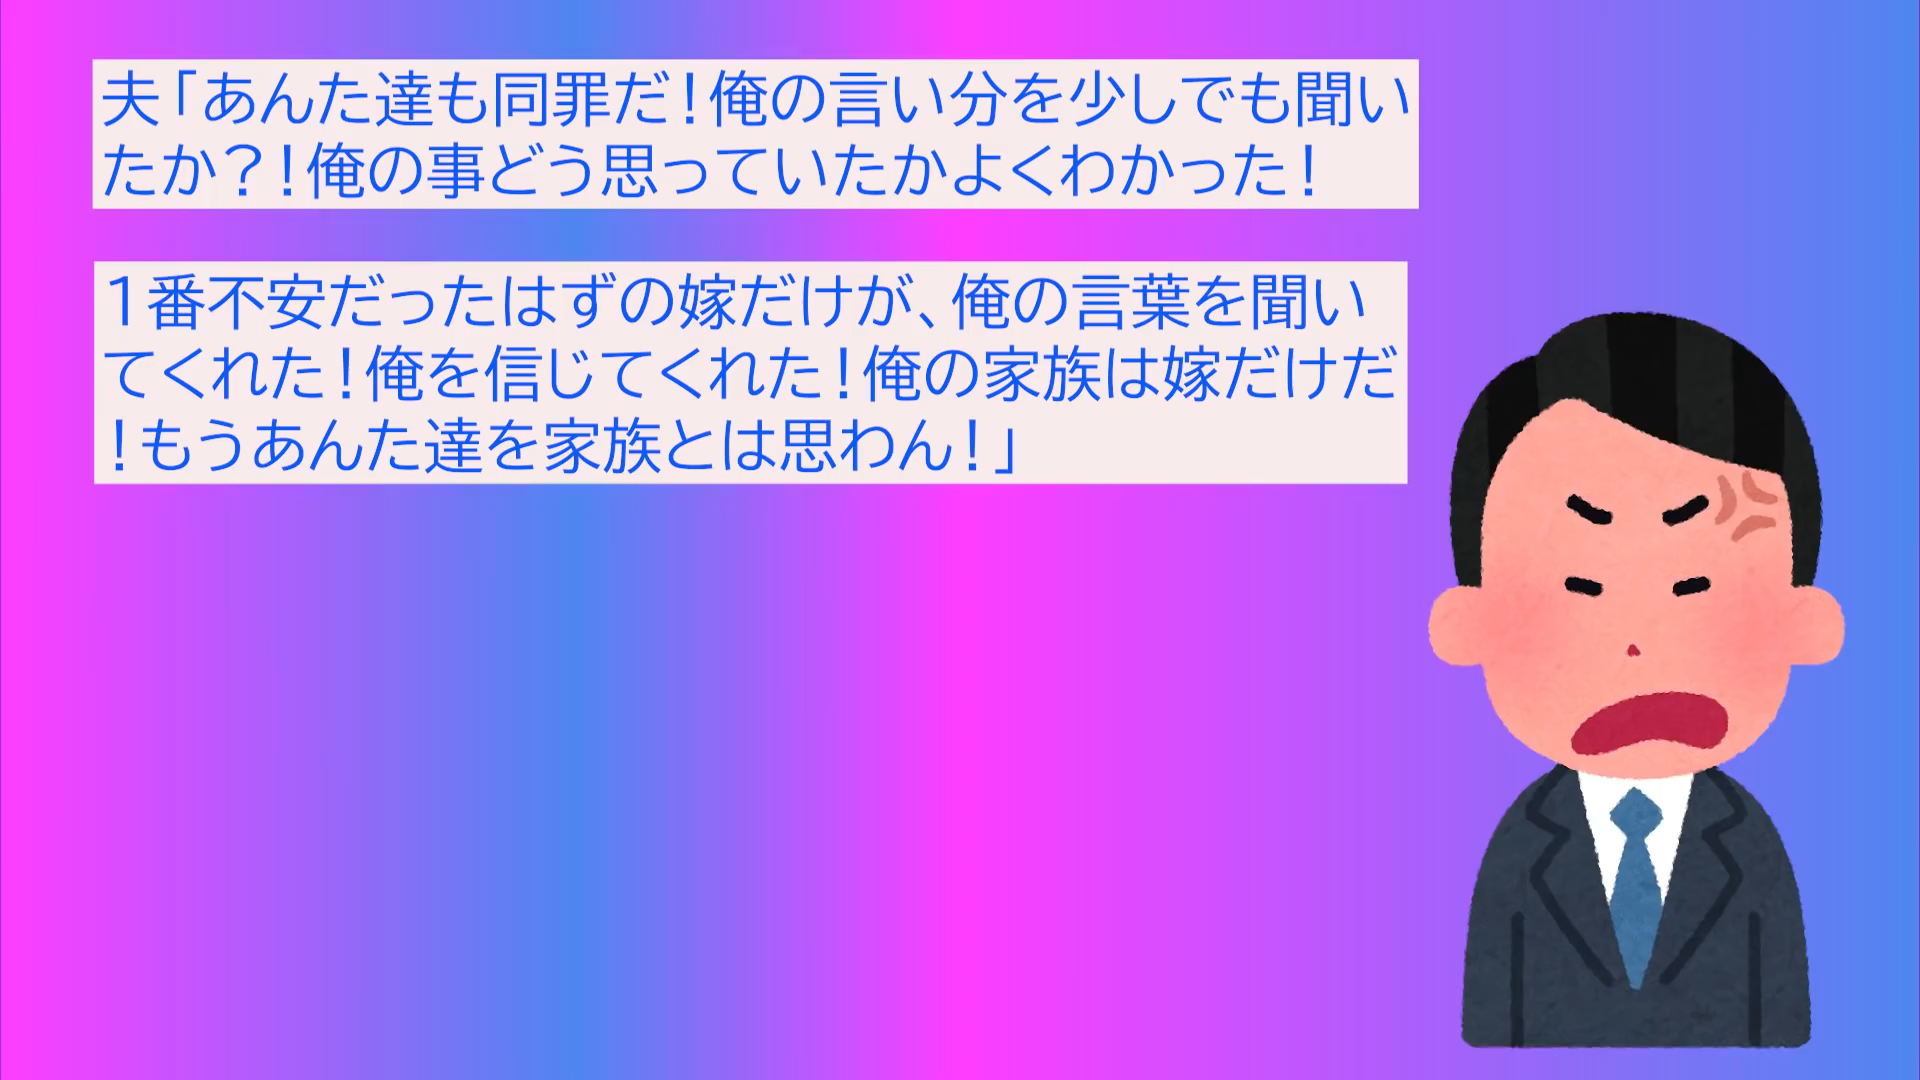 夫「あんた達も同罪だ！俺の言い分を少しでも聞い
たか？！俺の事どう思っていたかよくわかった！
１番不安だったはずの嫁だけが、俺の言葉を聞い
てくれた！俺を信じてくれた！俺の家族は嫁だけだ
！もうあんた達を家族とは思わん！」